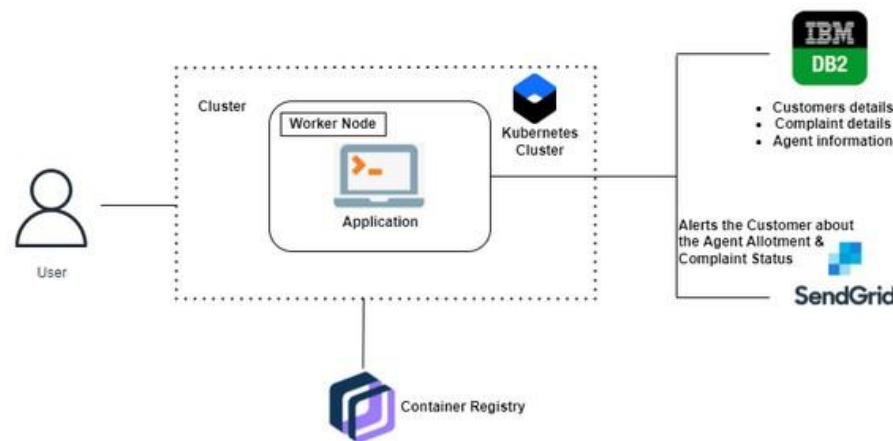 IBM
DB2
Cluster
Worker Node
Kubernetes
Cluster
• Customers details
• Complaint details
• Agent information
Application
Alerts the Customer about
the Agent Allotment &
Complaint Status
User
SendGrid
Container Registry